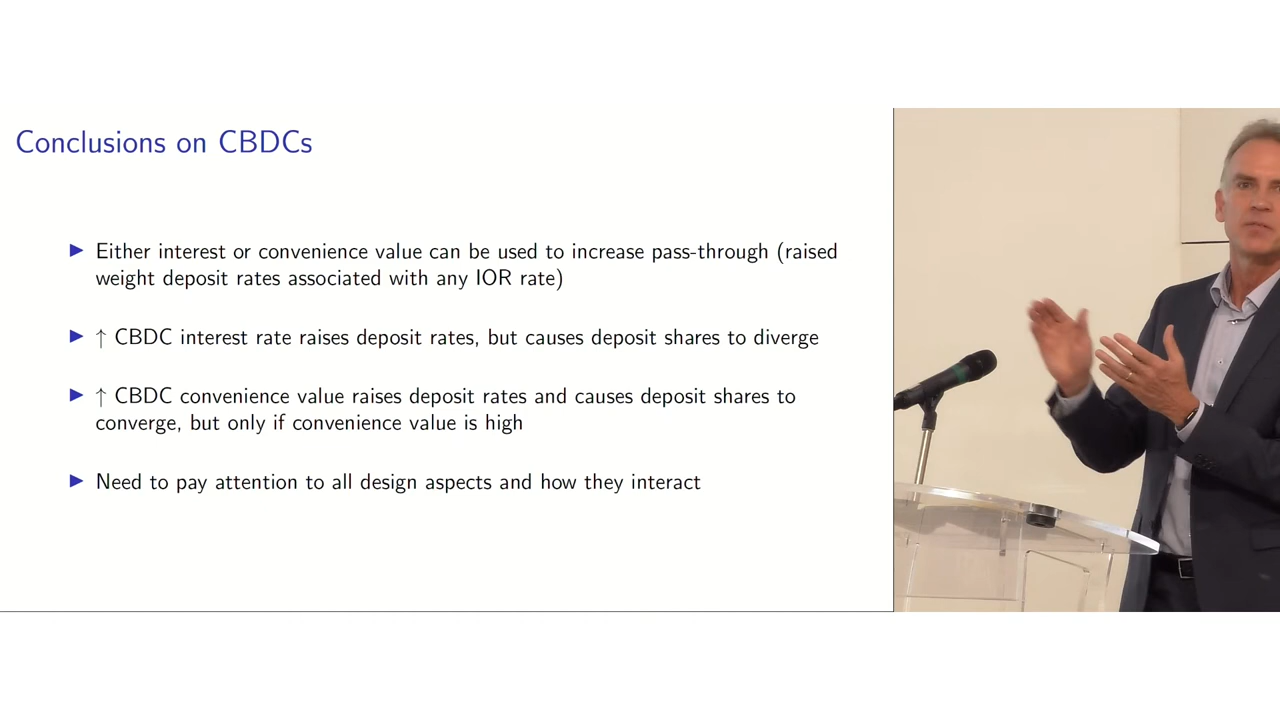 Conclusions on CBDCs
▶ Either interest or convenience value can be used to increase pass-through (raised
weight deposit rates associated with any IOR rate)
▶ ↑ CBDC interest rate raises deposit rates, but causes deposit shares to diverge
▶ ↑ CBDC convenience value raises deposit rates and causes deposit shares to
converge, but only if convenience value is high
▶ Need to pay attention to all design aspects and how they interact